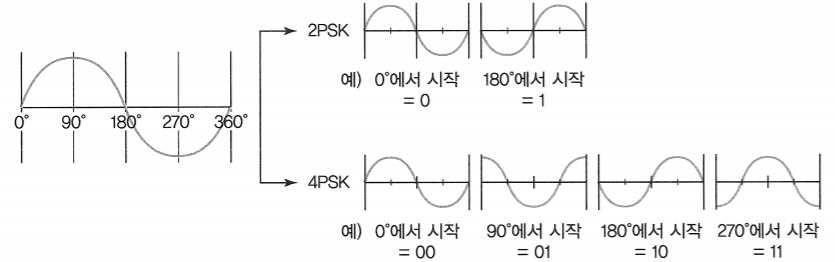 2PSK
예) 0°에서 시작 180°에서 시작
= 0 = 1
0° 90° 180° 270° 360°
4PSK
예) 0°에서 시작 90°에서 시작 180°에서 시작 270°에서 시작
= 00 = 01 = 10 = 11